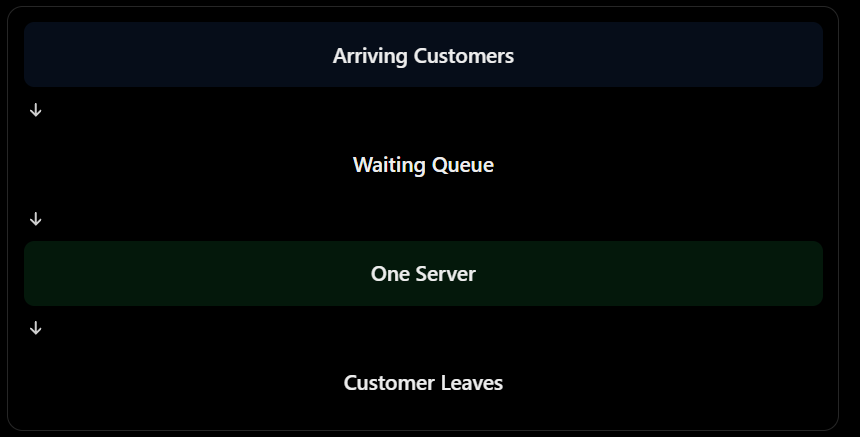 Arriving Customers
↓
Waiting Queue
↓
One Server
↓
Customer Leaves